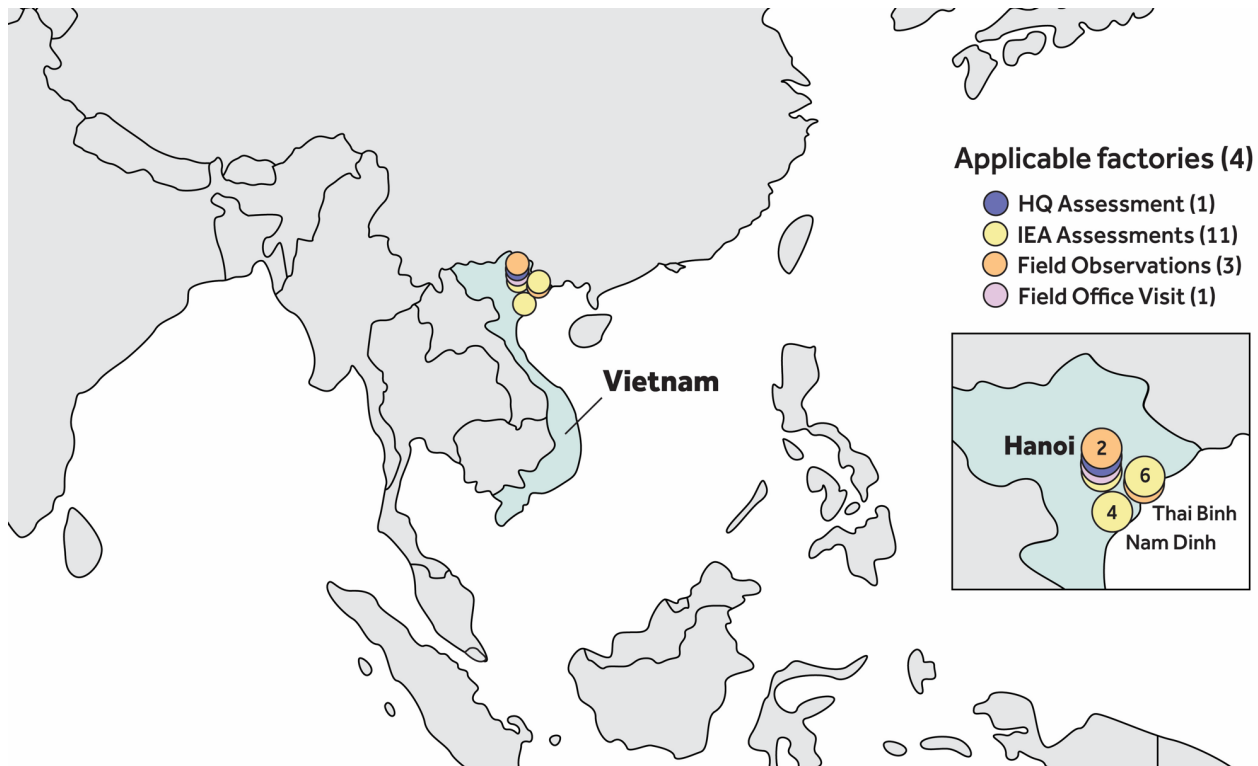 Applicable factories (4)
HQ Assessment (1)
IEA Assessments (11)
Field Observations (3)
Field Office Visit (1)
Vietnam
Hanoi
2
6
4
Thai Binh
Nam Dinh